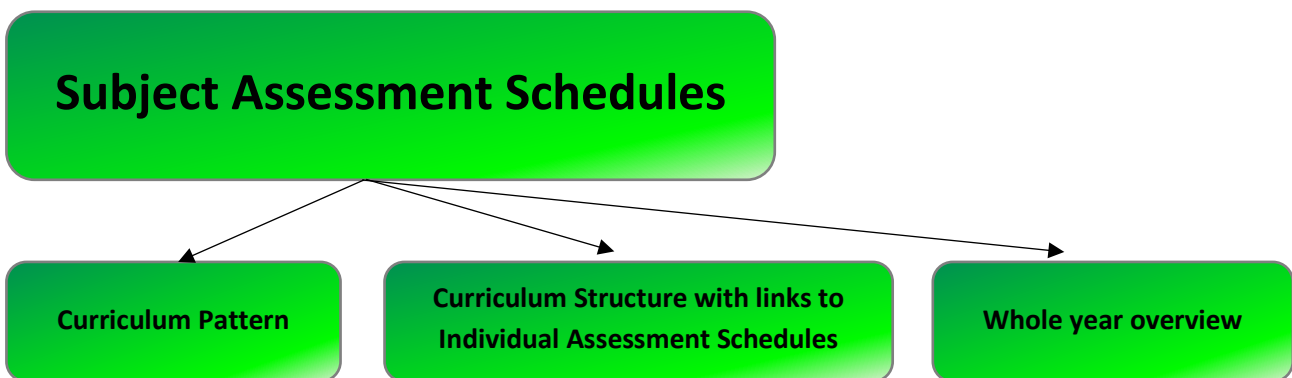 Subject Assessment Schedules
Curriculum Pattern
Curriculum Structure with links to
Individual Assessment Schedules
Whole year overview